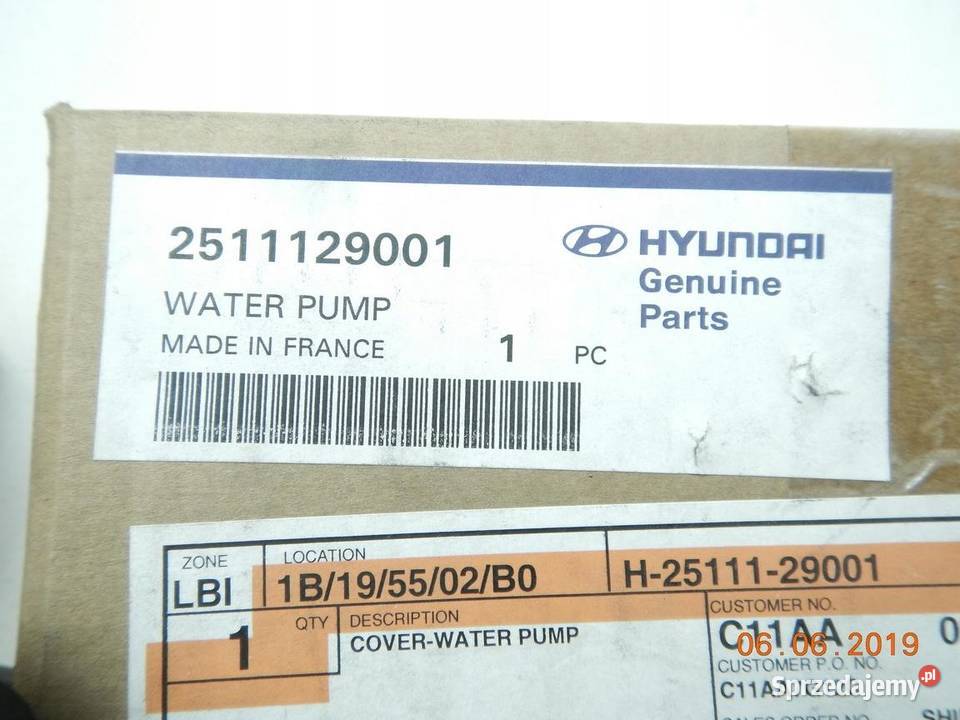 2511129001
HYUNDAI
Genuine
Parts
WATER PUMP
MADE IN FRANCE
1 PC
ZONE
LBI
LOCATION
1B/19/55/02/B0
H-25111-29001
QTY
1
DESCRIPTION
COVER-WATER PUMP
CUSTOMER NO.
C11AA
06.06.2019
CUSTOMER P.O. NO.
Sprzedajemy.pl